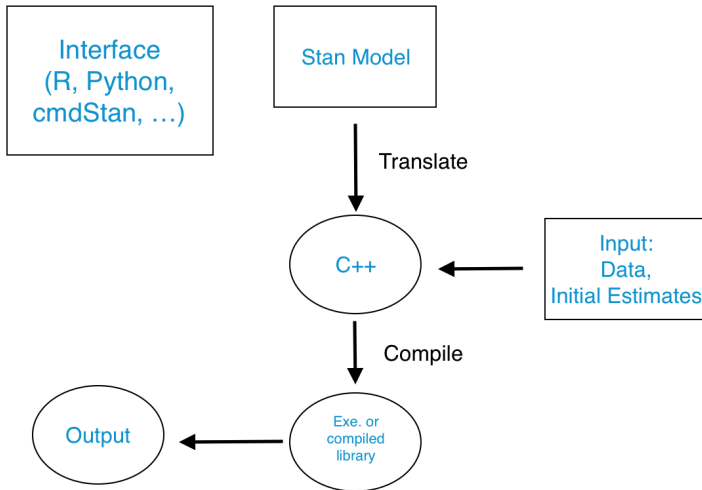 Interface
(R, Python,
cmdStan, …)
Stan Model
Translate
C++
Input:
Data,
Initial Estimates
Compile
Output
Exe. or
compiled
library